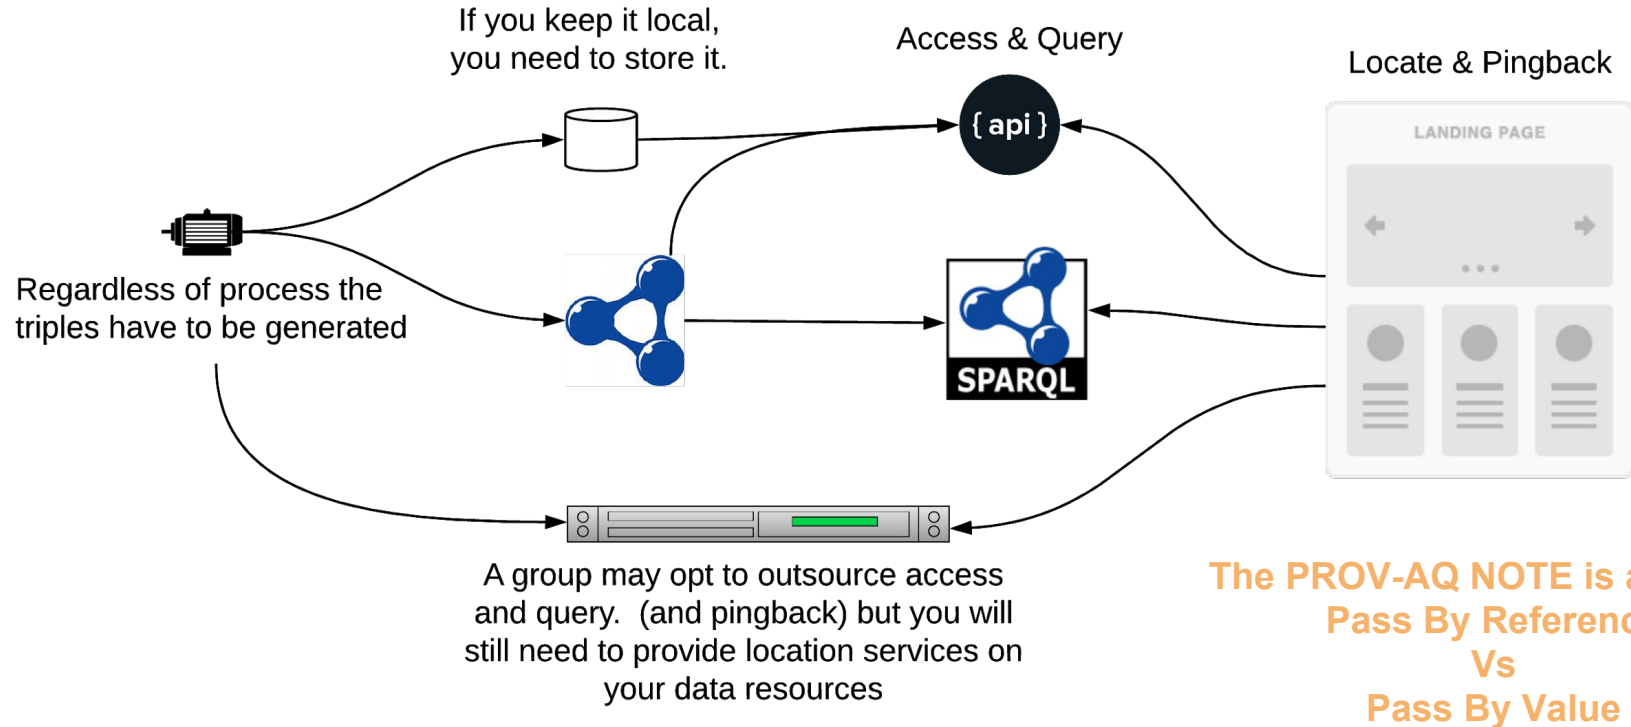 If you keep it local,
you need to store it.
Access & Query
Locate & Pingback
{ api }
LANDING PAGE
Regardless of process the
triples have to be generated
SPARQL
A group may opt to outsource access
and query.  (and pingback) but you will
still need to provide location services on
your data resources
The PROV-AQ NOTE is
Pass By
Vs
Pass By Value